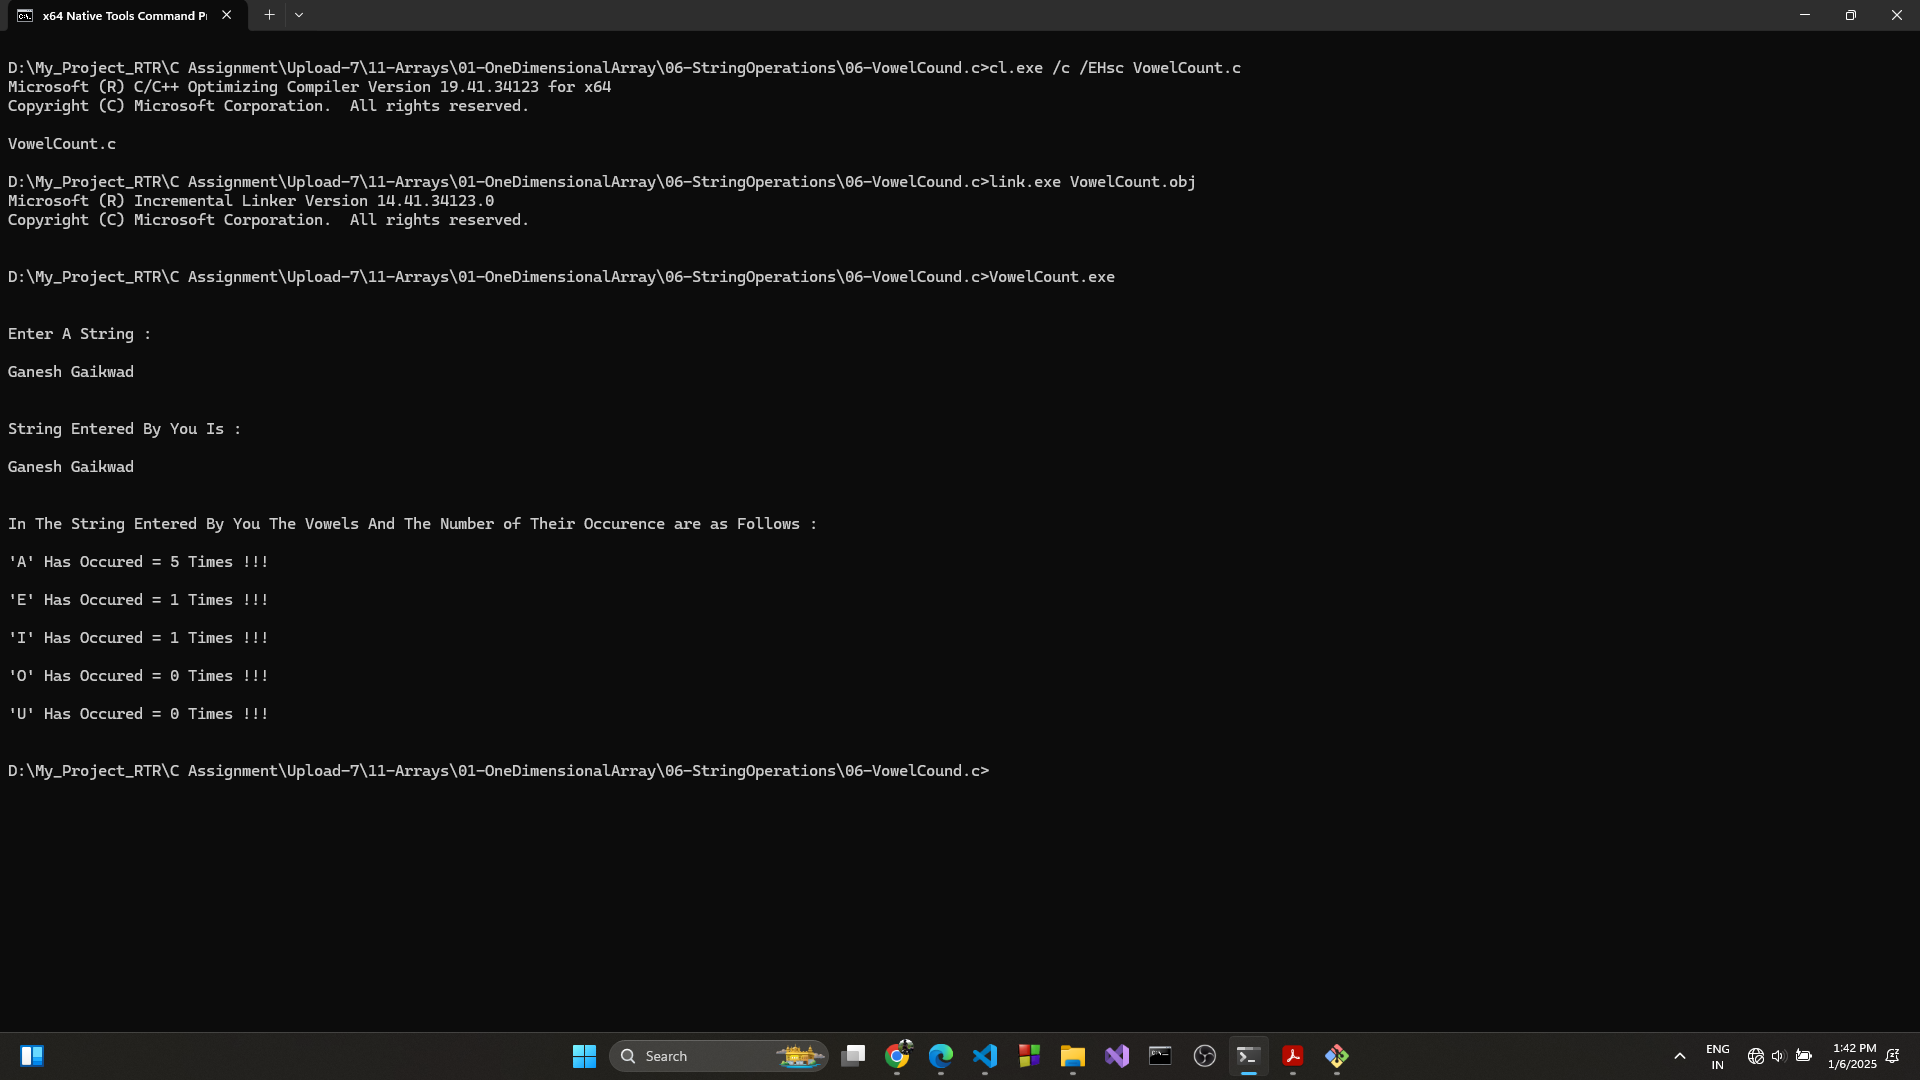 x64 Native Tools Command P
D:\My_Project_RTR\C Assignment\Upload-7\11-Arrays\01-OneDimensionalArray\06-StringOperations\06-VowelCound.c>cl.exe /c /EHsc VowelCount.c
Microsoft (R) C/C++ Optimizing Compiler Version 19.41.34123 for x64
Copyright (C) Microsoft Corporation.  All rights reserved.
VowelCount.c
D:\My_Project_RTR\C Assignment\Upload-7\11-Arrays\01-OneDimensionalArray\06-StringOperations\06-VowelCound.c>link.exe VowelCount.obj
Microsoft (R) Incremental Linker Version 14.41.34123.0
Copyright (C) Microsoft Corporation.  All rights reserved.
D:\My_Project_RTR\C Assignment\Upload-7\11-Arrays\01-OneDimensionalArray\06-StringOperations\06-VowelCound.c>VowelCount.exe
Enter A String :
Ganesh Gaikwad
String Entered By You Is :
Ganesh Gaikwad
In The String Entered By You The Vowels And The Number of Their Occurence are as Follows :
'A' Has Occured = 5 Times !!!
'E' Has Occured = 1 Times !!!
'I' Has Occured = 1 Times !!!
'O' Has Occured = 0 Times !!!
'U' Has Occured = 0 Times !!!
D:\My_Project_RTR\C Assignment\Upload-7\11-Arrays\01-OneDimensionalArray\06-StringOperations\06-VowelCound.c>
Search
ENG
IN
1:42 PM
1/6/2025